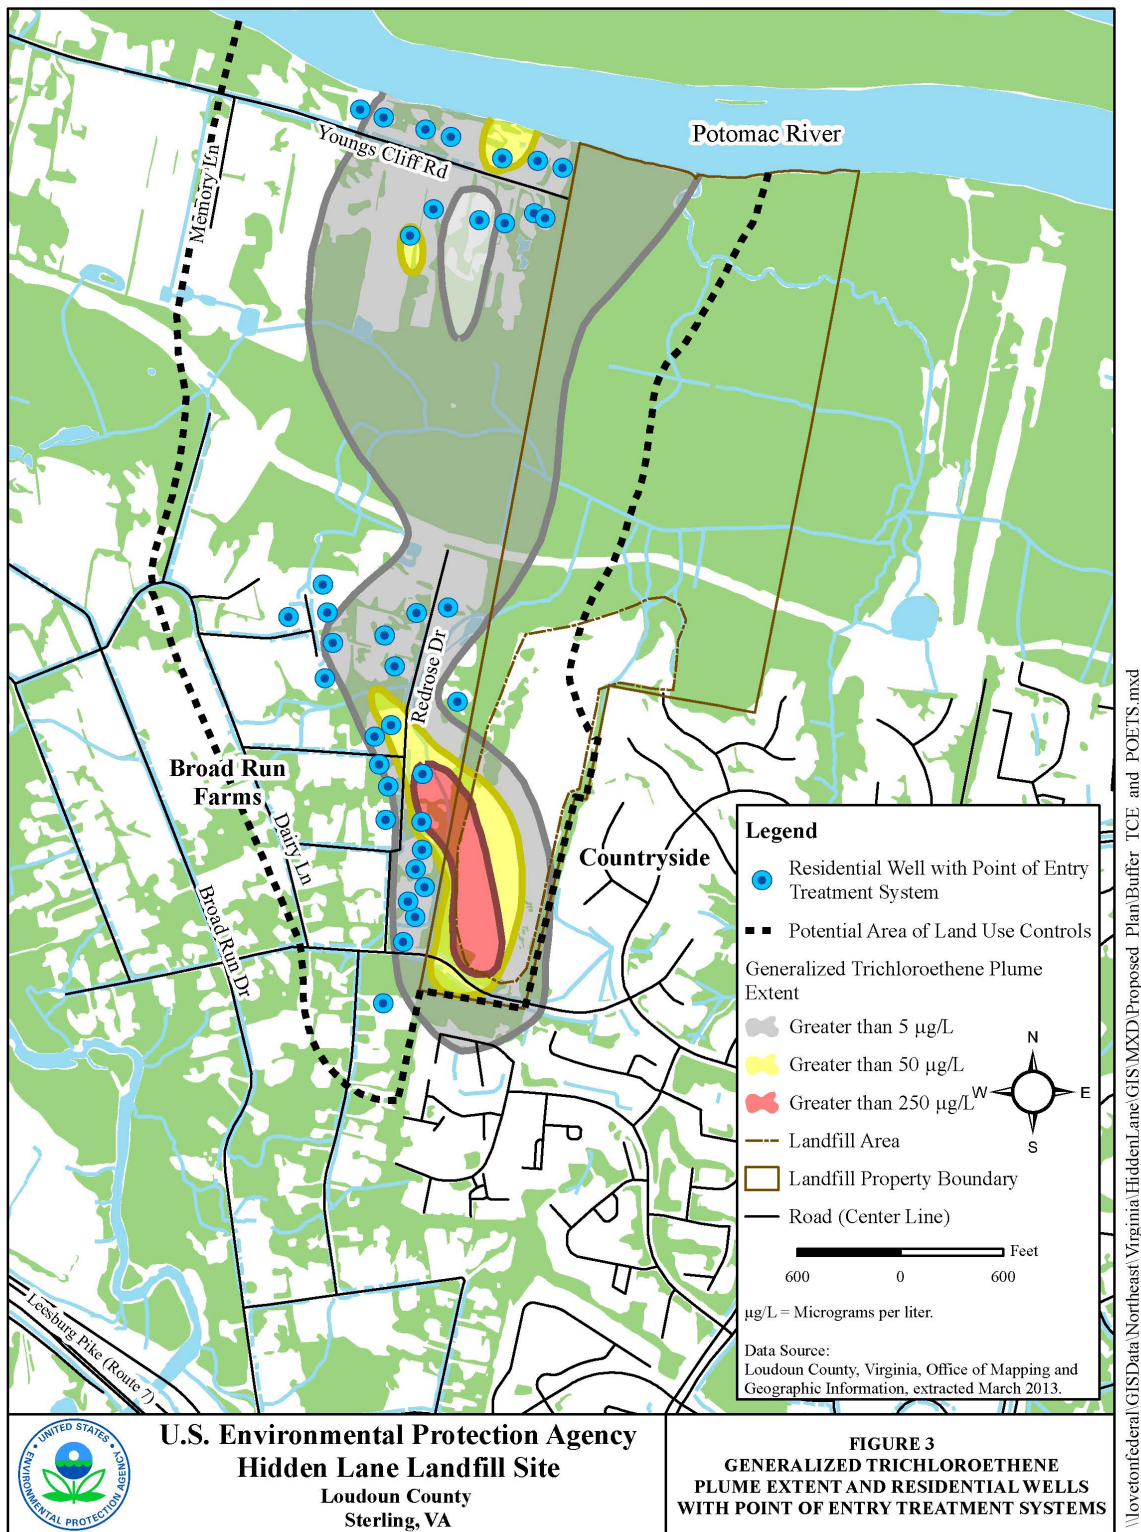 Potomac River
Youngs Cliff Rd
Memory Ln
Redrose Dr
Broad Run
Farms
Dairy Ln
Broad Run Dr
Countryside
Leesburg Pike (Route 7)
Legend
Residential Well with Point of Entry
Treatment System
Potential Area of Land Use Controls
Generalized Trichloroethene Plume
Extent
Greater than 5 µg/L
Greater than 50 µg/L
Greater than 250 µg/L
Landfill Area
Landfill Property Boundary
Road (Center Line)
N
W
E
S
Feet
600 0 600
µg/L = Micrograms per liter.
Data Source:
Loudoun County, Virginia, Office of Mapping and
Geographic Information, extracted March 2013.
\\lovetonfederal\GISData\Northeast\Virginia\HiddenLane\GIS\MXD\Proposed Plan\Buffer TCE and POETS.mxd
UNITED STATES
ENVIRONMENTAL PROTECTION AGENCY
U.S. Environmental Protection Agency
Hidden Lane Landfill Site
Loudoun County
Sterling, VA
FIGURE 3
GENERALIZED TRICHLOROETHENE
PLUME EXTENT AND RESIDENTIAL WELLS
WITH POINT OF ENTRY TREATMENT SYSTEMS